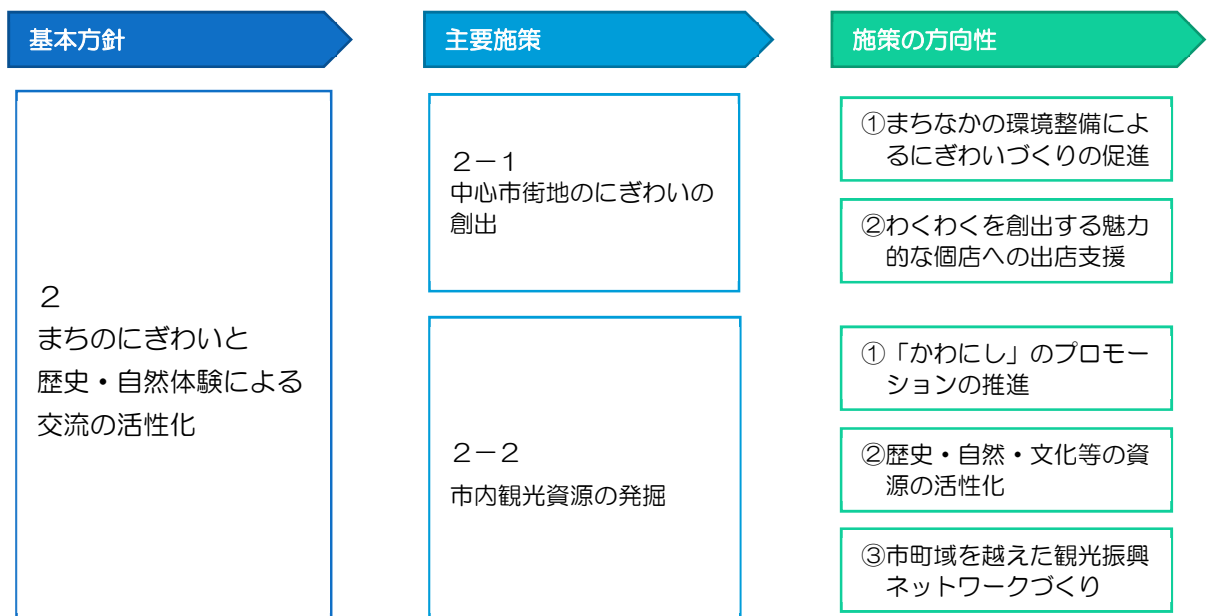 基本方針
主要施策
施策の方向性
2
まちのにぎわいと
歴史・自然体験による
交流の活性化
2-1
中心市街地のにぎわいの
創出
①まちなかの環境整備によ
るにぎわいづくりの促進
②わくわくを創出する魅力
的な個店への出店支援
2-2
市内観光資源の発掘
①「かわにし」のプロモー
ションの推進
②歴史・自然・文化等の資
源の活性化
③市町域を越えた観光振興
ネットワークづくり